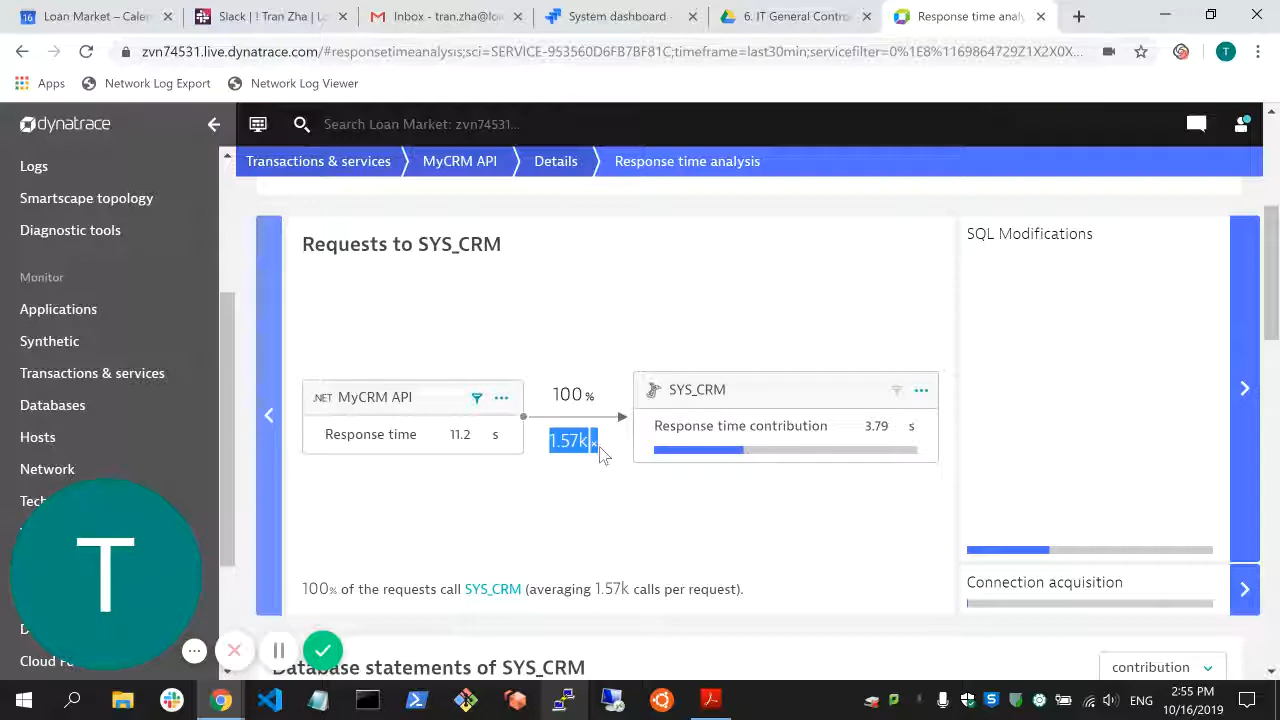 Loan Market - Calen
Slack | ! Tran Zha | Lo
Inbox - tran.zha@low
System dashboard -
6. IT General Contro
Response time analy
zvn74531.live.dynatrace.com/#responsetimeanalysis;sci=SERVICE-953560D6FB7BF81C;timeframe=last30min;servicefilter=0%1E8%1169864729Z1X2X0X...
T
Apps
Network Log Export
Network Log Viewer
dynatrace
Search Loan Market: zvn74531...
Transactions & services
MyCRM API
Details
Response time analysis
Logs
Smartscape topology
Diagnostic tools
Monitor
Applications
Synthetic
Transactions & services
Databases
Hosts
Network
Tech
T
Cloud Fo
Requests to SYS_CRM
.NET MyCRM API
Response time 11.2 s
100 %
1.57k x
SYS_CRM
Response time contribution 3.79 s
100% of the requests call SYS_CRM (averaging 1.57k calls per request).
SQL Modifications
Connection acquisition
Database statements of SYS_CRM
contribution
ENG
2:55 PM
10/16/2019